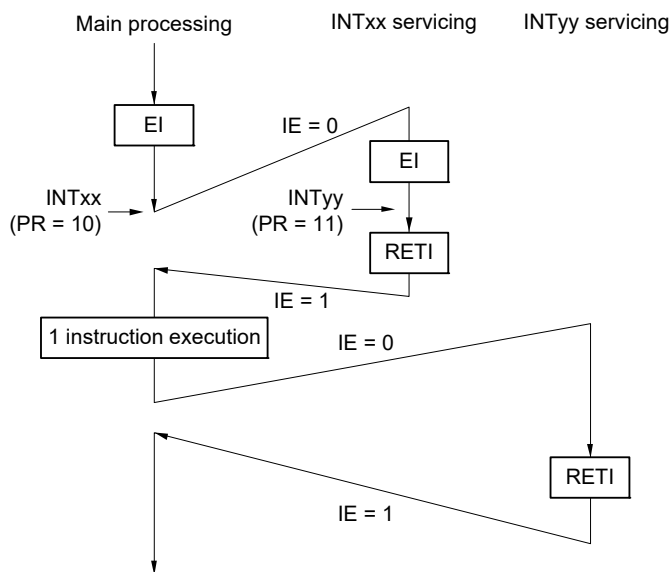 Main processing
INTxx servicing
INTyy servicing
EI
IE = 0
EI
INTxx
(PR = 10)
INTyy
(PR = 11)
RETI
IE = 1
1 instruction execution
IE = 0
RETI
IE = 1